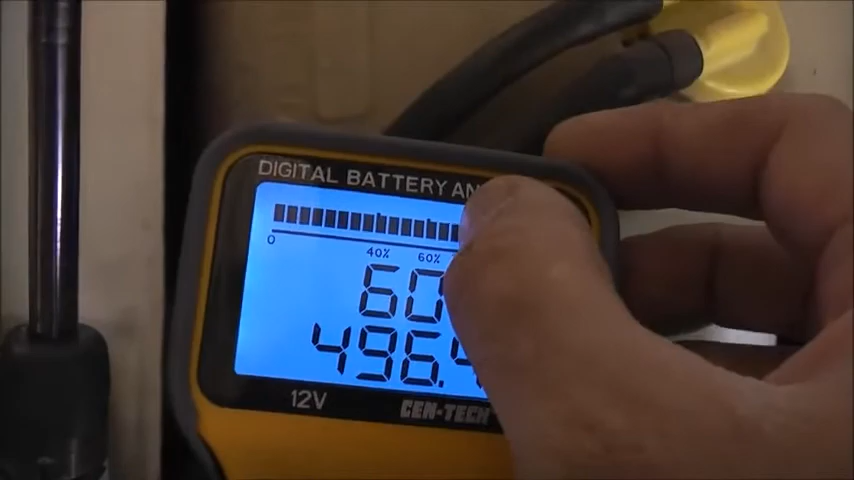 DIGITAL BATTERY AN
0
40% 60%
60
496.
12V
CEN-TECH